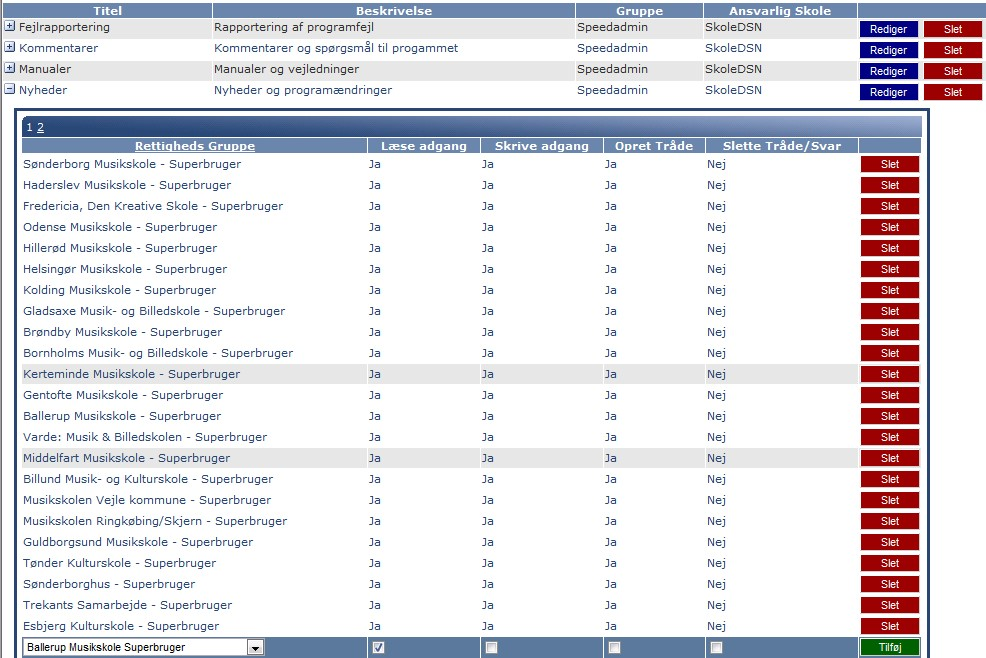 Titel Beskrivelse Gruppe Ansvarlig Skole
Fejlrapportering Rapportering af programfejl Speedadmin SkoleDSN Rediger Slet
Kommentarer Kommentarer og spørgsmål til progammet Speedadmin SkoleDSN Rediger Slet
Manualer Manualer og vejledninger Speedadmin SkoleDSN Rediger Slet
Nyheder Nyheder og programændringer Speedadmin SkoleDSN Rediger Slet
1 2
Rettigheds Gruppe Læse adgang Skrive adgang Opret Tråde Slette Tråde/Svar
Sønderborg Musikskole - Superbruger Ja Ja Ja Nej Slet
Haderslev Musikskole - Superbruger Ja Ja Ja Nej Slet
Fredericia, Den Kreative Skole - Superbruger Ja Ja Ja Nej Slet
Odense Musikskole - Superbruger Ja Ja Ja Nej Slet
Hillerød Musikskole - Superbruger Ja Ja Ja Nej Slet
Helsingør Musikskole - Superbruger Ja Ja Ja Nej Slet
Kolding Musikskole - Superbruger Ja Ja Ja Nej Slet
Gladsaxe Musik- og Billedskole - Superbruger Ja Ja Ja Nej Slet
Brøndby Musikskole - Superbruger Ja Ja Ja Nej Slet
Bornholms Musik- og Billedskole - Superbruger Ja Ja Ja Nej Slet
Kerteminde Musikskole - Superbruger Ja Ja Ja Nej Slet
Gentofte Musikskole - Superbruger Ja Ja Ja Nej Slet
Ballerup Musikskole - Superbruger Ja Ja Ja Nej Slet
Varde: Musik & Billedskolen - Superbruger Ja Ja Ja Nej Slet
Middelfart Musikskole - Superbruger Ja Ja Ja Nej Slet
Billund Musik- og Kulturskole - Superbruger Ja Ja Ja Nej Slet
Musikskolen Vejle kommune - Superbruger Ja Ja Ja Nej Slet
Musikskolen Ringkøbing/Skjern - Superbruger Ja Ja Ja Nej Slet
Guldborgsund Musikskole - Superbruger Ja Ja Ja Nej Slet
Tønder Kulturskole - Superbruger Ja Ja Ja Nej Slet
Sønderborghus - Superbruger Ja Ja Ja Nej Slet
Trekants Samarbejde - Superbruger Ja Ja Ja Nej Slet
Esbjerg Kulturskole - Superbruger Ja Ja Ja Nej Slet
Ballerup Musikskole Superbruger Tilføj